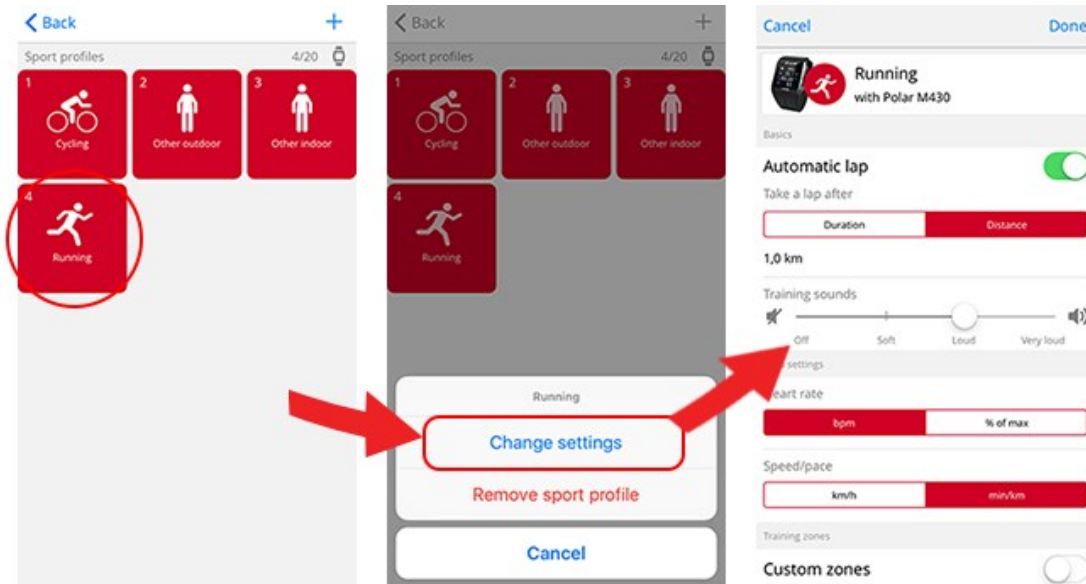 Back +
Sport profiles 4/20
1 2 3
Cycling Other outdoor Other indoor
4
Running
Back +
Sport profiles 4/20
1 2 3
Cycling Other outdoor Other indoor
4
Running
Running
Change settings
Remove sport profile
Cancel
Cancel Done
Running
with Polar M430
Basics
Automatic lap
Take a lap after
Duration Distance
1,0 km
Training sounds
Off Soft Loud Very loud
settings
eart rate
bpm % of max
Speed/pace
km/h min/km
Training zones
Custom zones